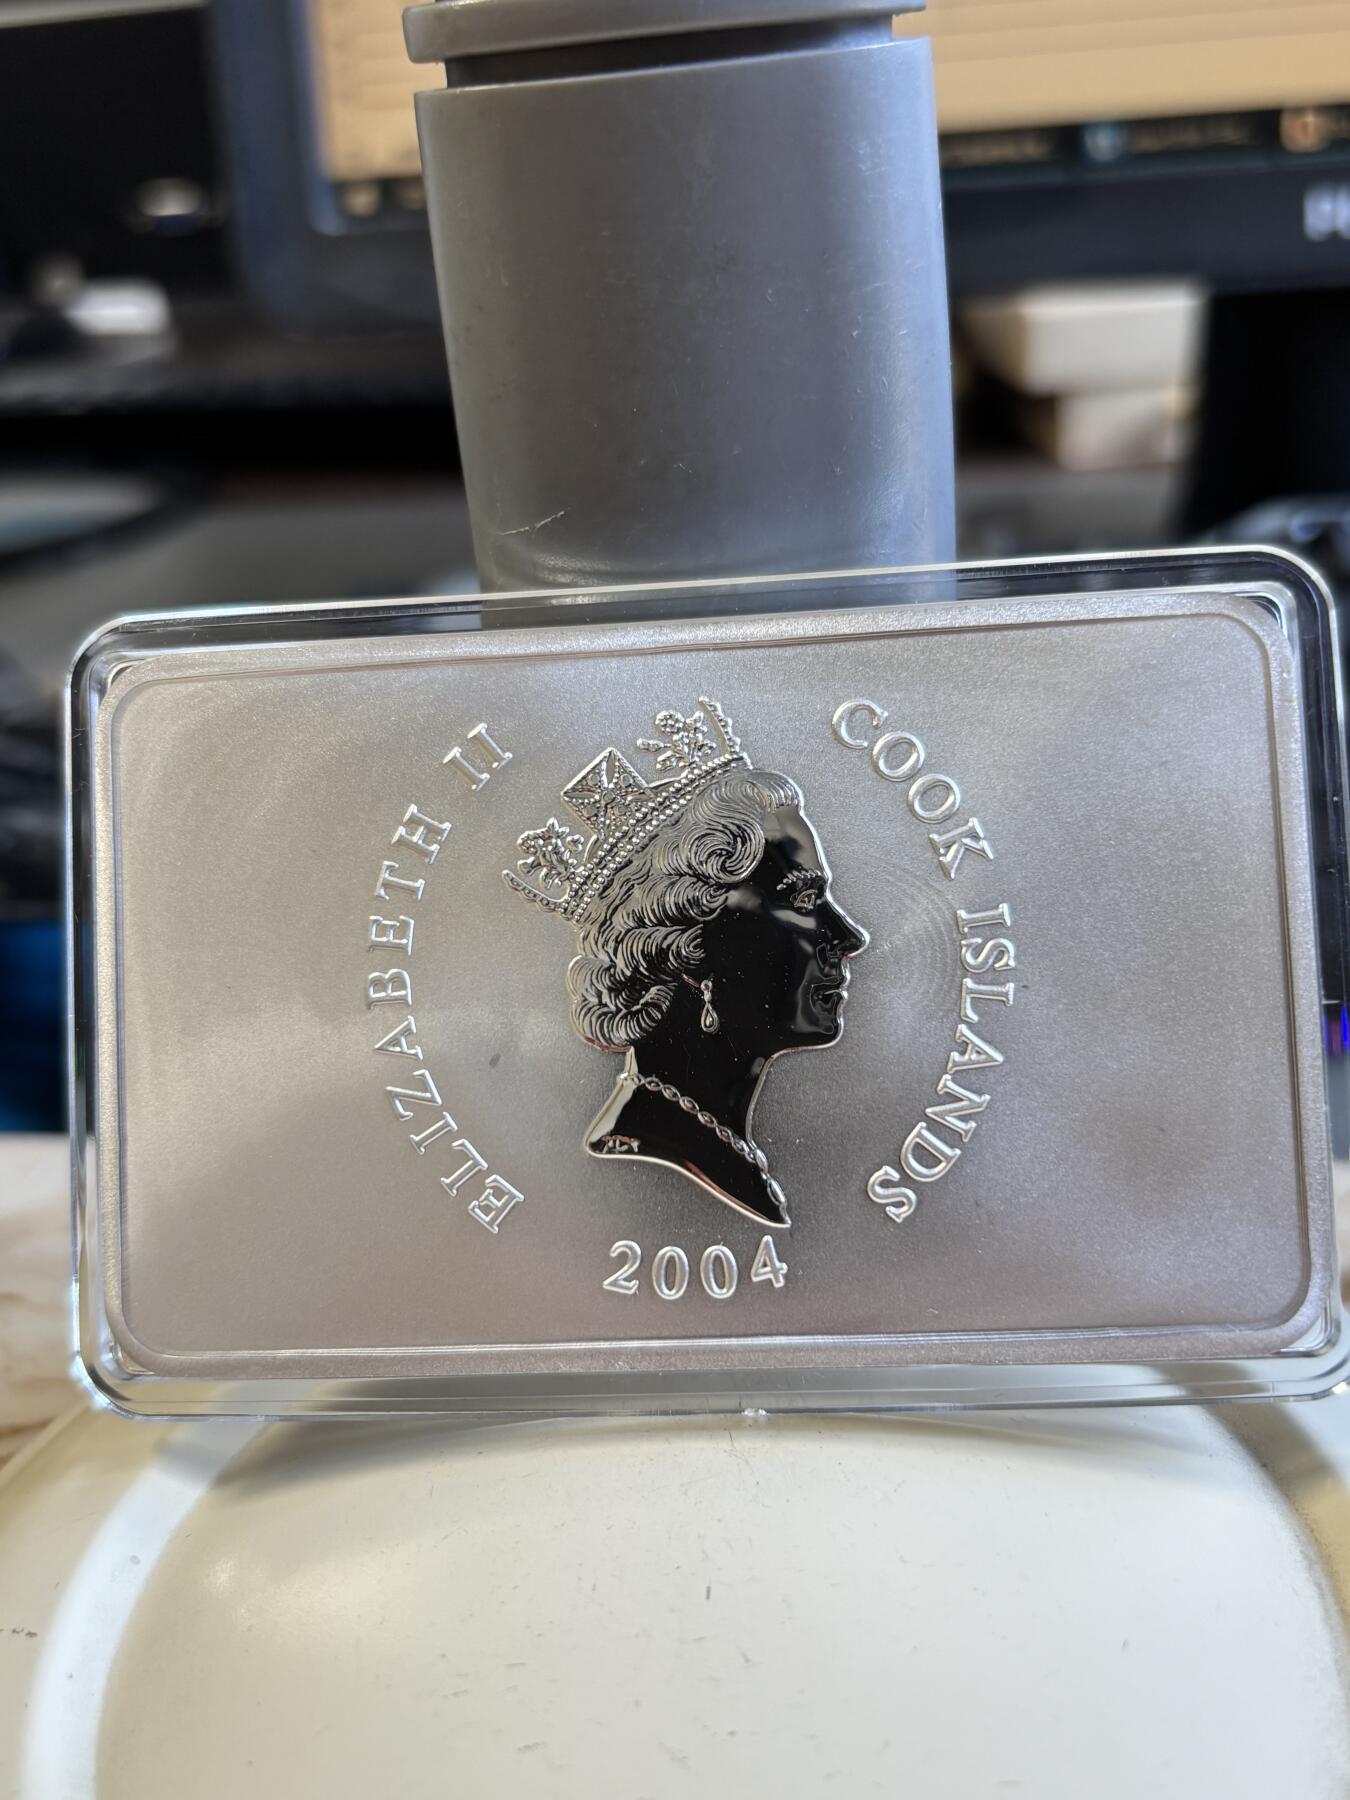 ELIZABETH II
COOK ISLANDS
2004